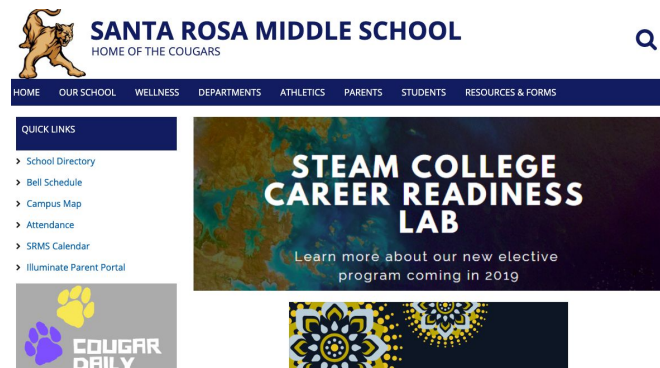 SANTA ROSA MIDDLE SCHOOL
HOME OF THE COUGARS
HOME OUR SCHOOL WELLNESS DEPARTMENTS ATHLETICS PARENTS STUDENTS RESOURCES & FORMS
QUICK LINKS
School Directory
Bell Schedule
Campus Map
Attendance
SRMS Calendar
Illuminate Parent Portal
STEAM COLLEGE
CAREER READINESS
LAB
Learn more about our new elective
program coming in 2019
COUGAR
DAILY